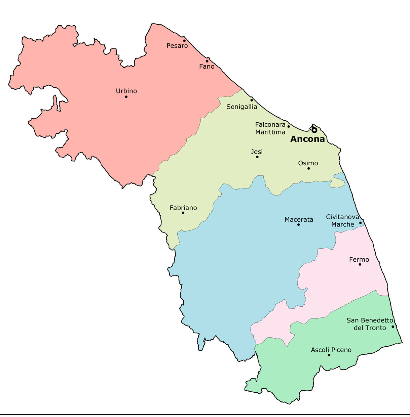 Pesaro
Fano
Urbino
Senigallia
Falconara
Marittima
Ancona
Jesi
Osimo
Fabriano
Macerata
Civitanova
Marche
Fermo
San Benedetto
del Tronto
Ascoli Piceno